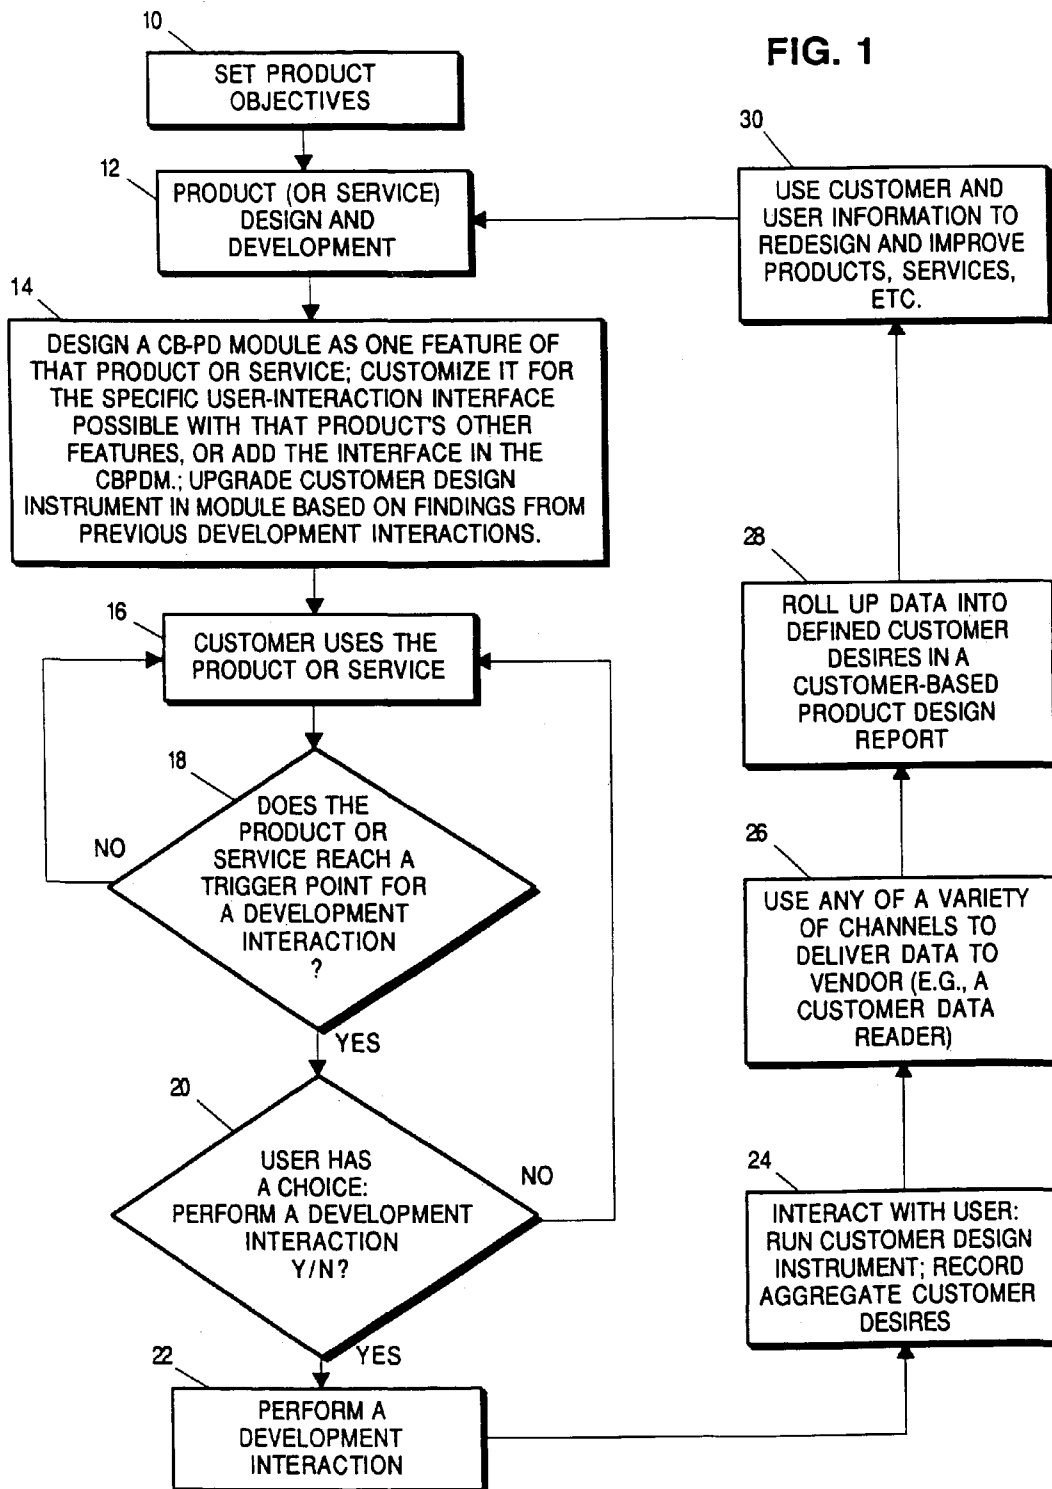 FIG. 1
10
SET PRODUCT
OBJECTIVES
12
PRODUCT (OR SERVICE)
DESIGN AND
DEVELOPMENT
14
DESIGN A CB-PD MODULE AS ONE FEATURE OF
THAT PRODUCT OR SERVICE; CUSTOMIZE IT FOR
THE SPECIFIC USER-INTERACTION INTERFACE
POSSIBLE WITH THAT PRODUCT'S OTHER
FEATURES, OR ADD THE INTERFACE IN THE
CBPDM.; UPGRADE CUSTOMER DESIGN
INSTRUMENT IN MODULE BASED ON FINDINGS FROM
PREVIOUS DEVELOPMENT INTERACTIONS.
16
CUSTOMER USES THE
PRODUCT OR SERVICE
18
DOES THE
PRODUCT OR
SERVICE REACH A
TRIGGER POINT FOR
A DEVELOPMENT
INTERACTION
?
NO
YES
20
USER HAS
A CHOICE:
PERFORM A DEVELOPMENT
INTERACTION
Y/N?
NO
YES
22
PERFORM A
DEVELOPMENT
INTERACTION
24
INTERACT WITH USER:
RUN CUSTOMER DESIGN
INSTRUMENT; RECORD
AGGREGATE CUSTOMER
DESIRES
26
USE ANY OF A VARIETY
OF CHANNELS TO
DELIVER DATA TO
VENDOR (E.G., A
CUSTOMER DATA
READER)
28
ROLL UP DATA INTO
DEFINED CUSTOMER
DESIRES IN A
CUSTOMER-BASED
PRODUCT DESIGN
REPORT
30
USE CUSTOMER AND
USER INFORMATION TO
REDESIGN AND IMPROVE
PRODUCTS, SERVICES,
ETC.